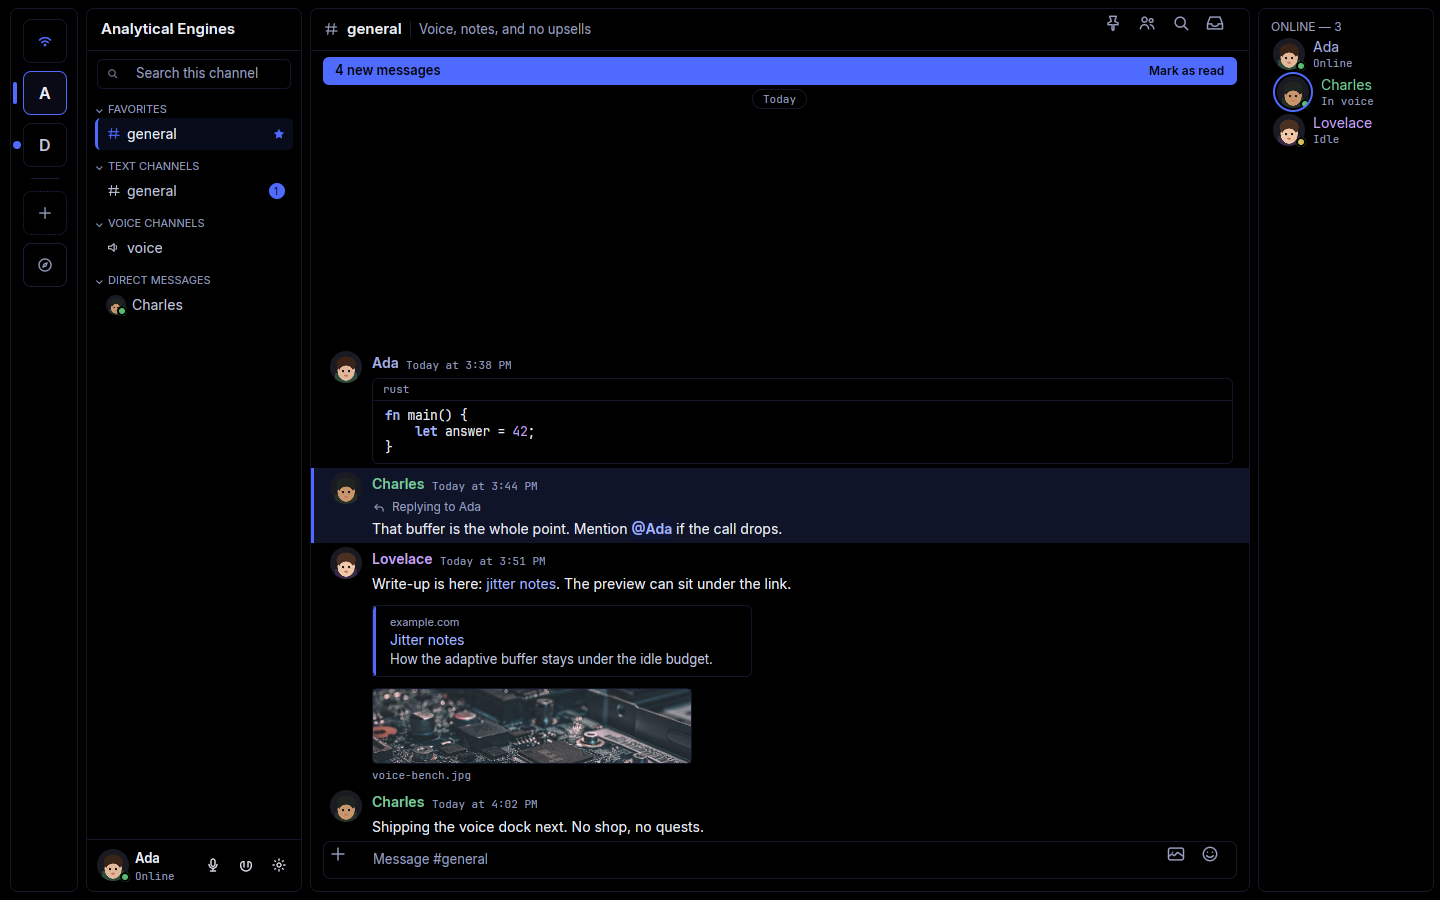 A
D
Analytical Engines
Search this channel
FAVORITES
general
TEXT CHANNELS
general
1
VOICE CHANNELS
voice
DIRECT MESSAGES
Charles
Ada
Online
general
Voice, notes, and no upsells
4 new messages
Mark as read
Today
Ada Today at 3:38 PM
rust
fn main() {
let answer = 42;
}
Charles Today at 3:44 PM
Replying to Ada
That buffer is the whole point. Mention @Ada if the call drops.
Lovelace Today at 3:51 PM
Write-up is here: jitter notes. The preview can sit under the link.
example.com
Jitter notes
How the adaptive buffer stays under the idle budget.
voice-bench.jpg
Charles Today at 4:02 PM
Shipping the voice dock next. No shop, no quests.
Message #general
ONLINE — 3
Ada
Online
Charles
In voice
Lovelace
Idle